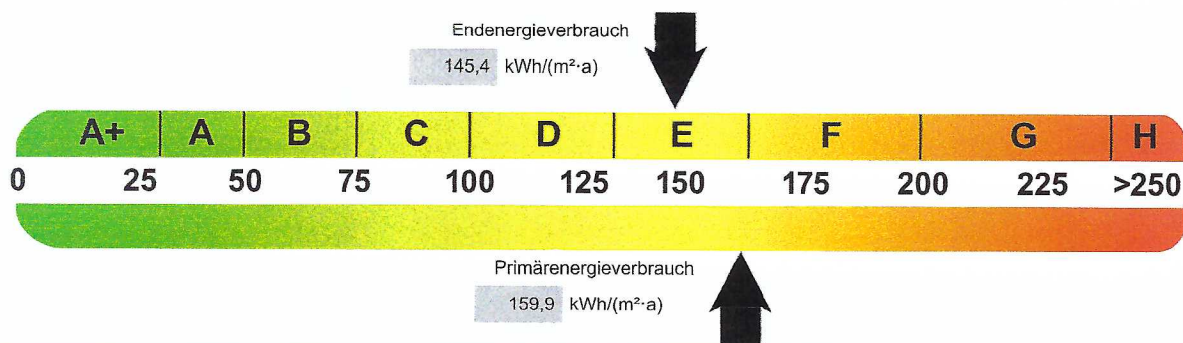 Endenergieverbrauch
145,4 kWh/(m²·a)
A+ A B C D E F G H
0 25 50 75 100 125 150 175 200 225 >250
Primärenergieverbrauch
159,9 kWh/(m²·a)